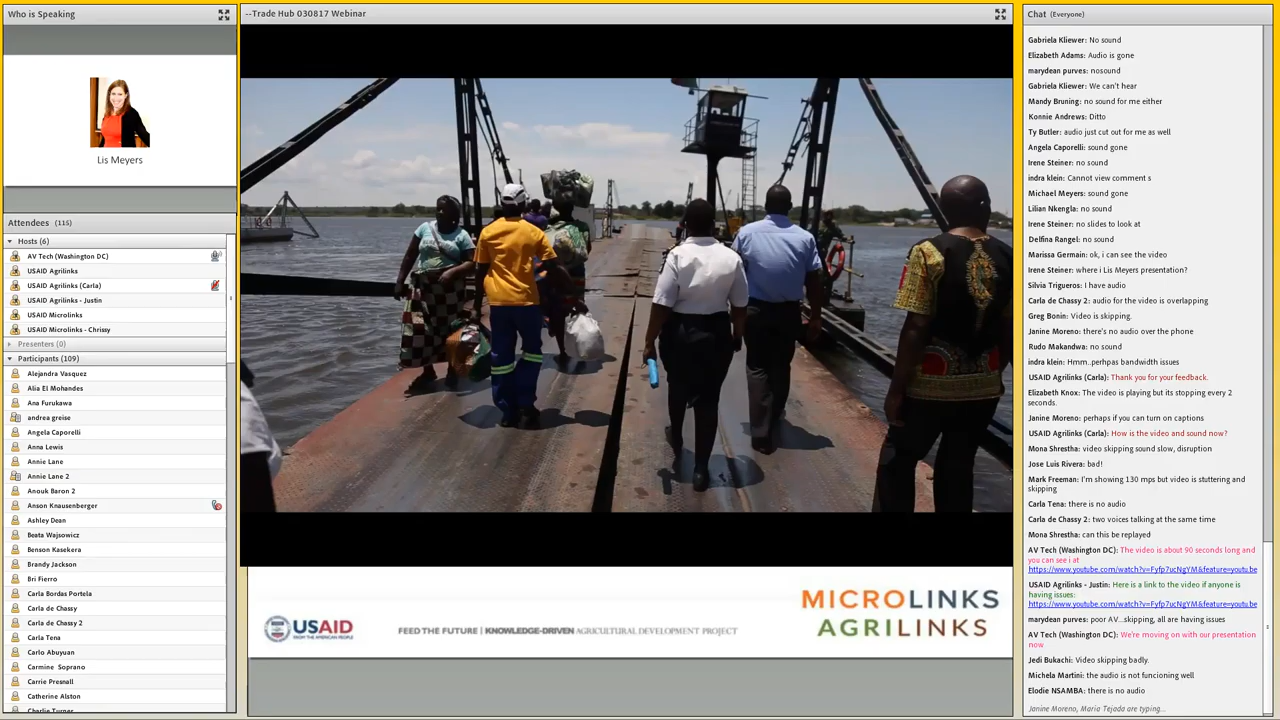 Who is Speaking
Lis Meyers
Attendees (115)
Hosts (6)
AV Tech (Washington DC)
USAID Agrilinks
USAID Agrilinks (Carla)
USAID Agrilinks - Justin
USAID Microlinks
USAID Microlinks - Chrissy
Presenters (0)
Participants (109)
Alejandra Vasquez
Alia El Mohandes
Ana Furukawa
andrea greise
Angela Caporelli
Anna Lewis
Annie Lane
Annie Lane 2
Anouk Baron 2
Anson Knausenberger
Ashley Dean
Beata Wajsowicz
Benson Kasekera
Brandy Jackson
Bri Fierro
Carla Bordas Portela
Carla de Chassy
Carla de Chassy 2
Carla Tena
Carlo Abuyuan
Carmine Soprano
Carrie Presnall
Catherine Alston
Charlie Turner
--Trade Hub 030817 Webinar
USAID
FROM THE AMERICAN PEOPLE
FEED THE FUTURE | KNOWLEDGE-DRIVEN AGRICULTURAL DEVELOPMENT PROJECT
MICROLINKS
AGRILINKS
Chat (Everyone)
Gabriela Kliewer: No sound
Elizabeth Adams: Audio is gone
marydean purves: nosound
Gabriela Kliewer: We can't hear
Mandy Bruning: no sound for me either
Konnie Andrews: Ditto
Ty Butler: audio just cut out for me as well
Angela Caporelli: sound gone
Irene Steiner: no sound
indra klein: Cannot view comment s
Michael Meyers: sound gone
Lilian Nkengla: no sound
Irene Steiner: no slides to look at
Delfina Rangel: no sound
Marissa Germain: ok, i can see the video
Irene Steiner: where i Lis Meyers presentation?
Silvia Trigueros: I have audio
Carla de Chassy 2: audio for the video is overlapping
Greg Bonin: Video is skipping.
Janine Moreno: there's no audio over the phone
Rudo Makandwa: no sound
indra klein: Hmm..perhpas bandwidth issues
USAID Agrilinks (Carla): Thank you for your feedback.
Elizabeth Knox: The video is playing but its stopping every 2
seconds.
Janine Moreno: perhaps if you can turn on captions
USAID Agrilinks (Carla): How is the video and sound now?
Mona Shrestha: video skipping sound slow, disruption
Jose Luis Rivera: bad!
Mark Freeman: I'm showing 130 mps but video is stuttering and
skipping
Carla Tena: there is no audio
Carla de Chassy 2: two voices talking at the same time
Mona Shrestha: can this be replayed
AV Tech (Washington DC): The video is about 90 seconds long and
you can see i at
https://www.youtube.com/watch?v=Fyfp7ucNgYM&feature=youtu.be
USAID Agrilinks - Justin: Here is a link to the video if anyone is
having issues:
https://www.youtube.com/watch?v=Fyfp7ucNgYM&feature=youtu.be
marydean purves: poor AV...skipping, all are having issues
AV Tech (Washington DC): We're moving on with our presentation
now
Jedi Bukachi: Video skipping badly.
Michela Martini: the audio is not funcioning well
Elodie NSAMBA: there is no audio
Janine Moreno, Maria Tejada are typing...